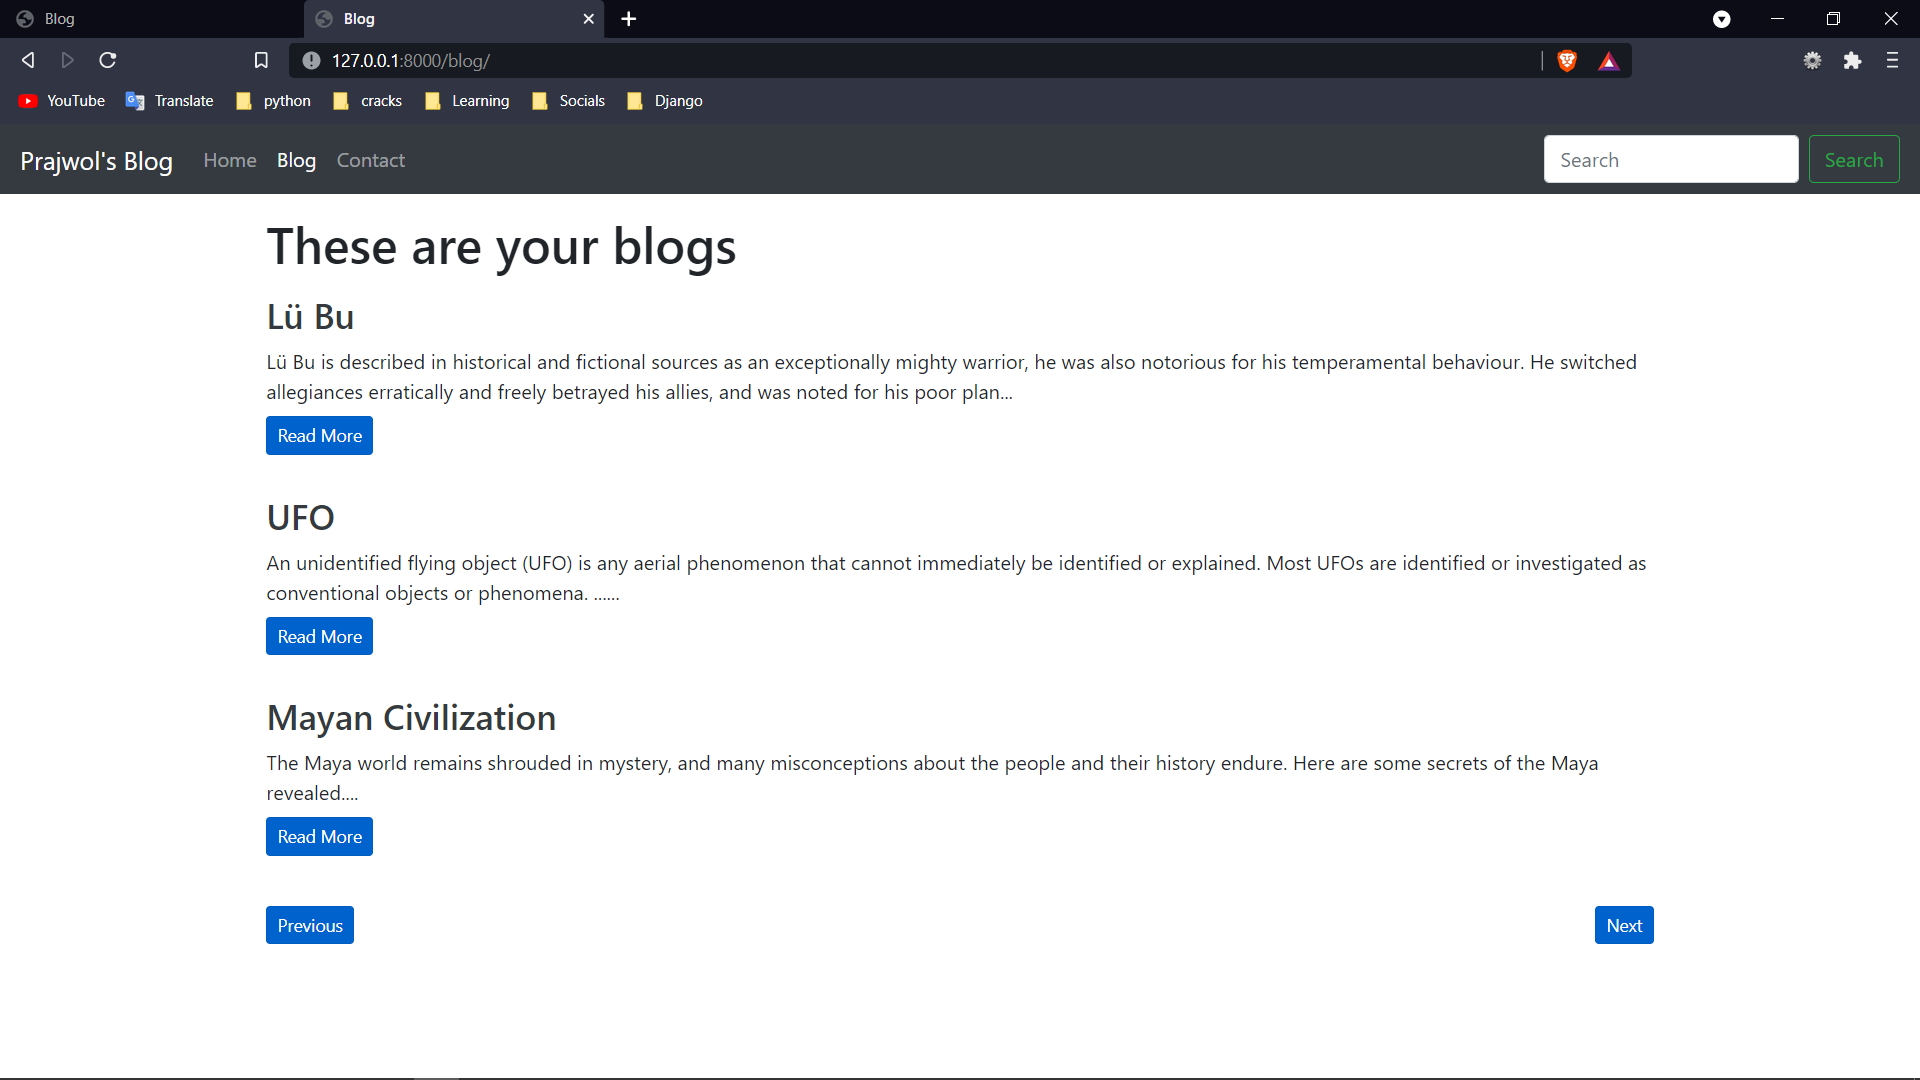 Blog
Blog
127.0.0.1:8000/blog/
YouTube Translate python cracks Learning Socials Django
Prajwol's Blog Home Blog Contact Search Search
These are your blogs
Lü Bu
Lü Bu is described in historical and fictional sources as an exceptionally mighty warrior, he was also notorious for his temperamental behaviour. He switched
allegiances erratically and freely betrayed his allies, and was noted for his poor plan...
Read More
UFO
An unidentified flying object (UFO) is any aerial phenomenon that cannot immediately be identified or explained. Most UFOs are identified or investigated as
conventional objects or phenomena. ......
Read More
Mayan Civilization
The Maya world remains shrouded in mystery, and many misconceptions about the people and their history endure. Here are some secrets of the Maya
revealed....
Read More
Previous Next